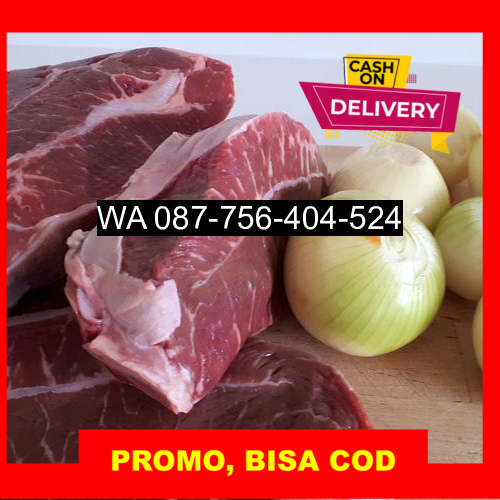 CASH
ON
DELIVERY
WA 087-756-404-524
PROMO, BISA COD